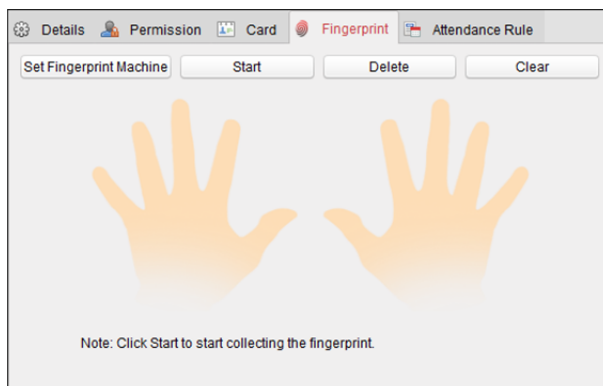 Details Permission Card Fingerprint Attendance Rule
Set Fingerprint Machine Start Delete Clear
Note: Click Start to start collecting the fingerprint.